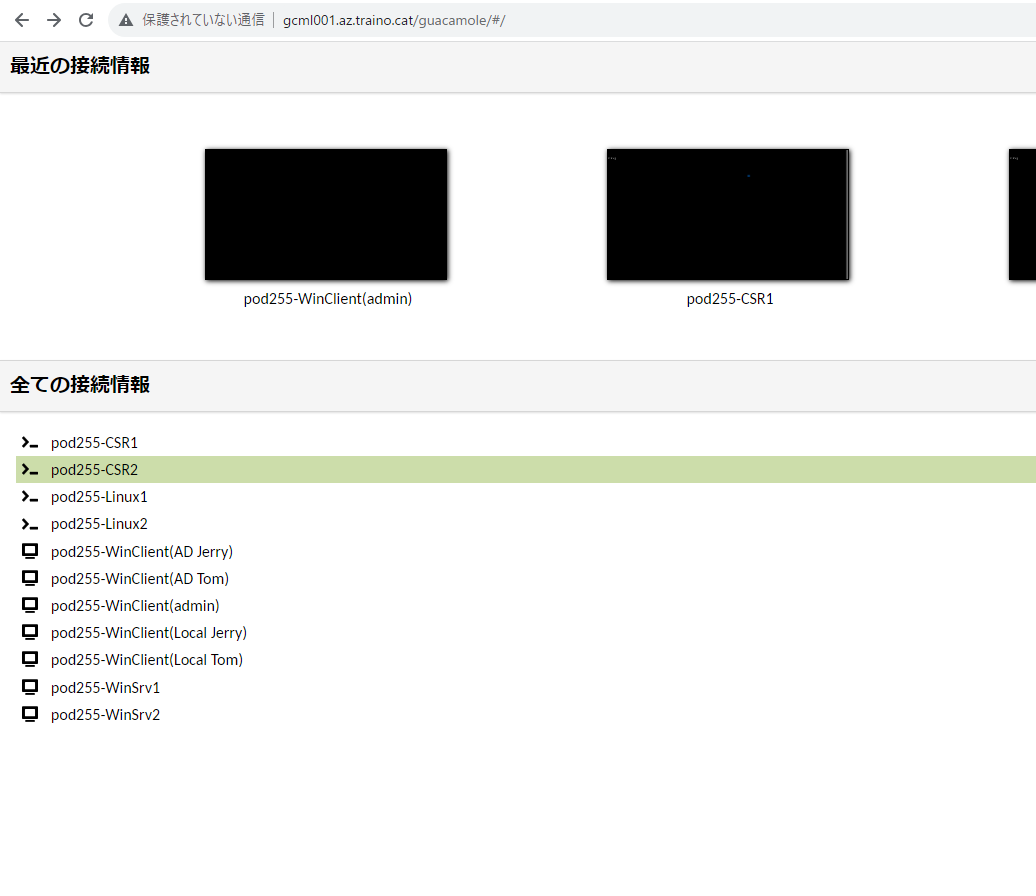 保護されていない通信 gcml001.az.traino.cat/guacamole/#/
最近の接続情報
pod255-WinClient(admin) pod255-CSR1
全ての接続情報
pod255-CSR1
pod255-CSR2
pod255-Linux1
pod255-Linux2
pod255-WinClient(AD Jerry)
pod255-WinClient(AD Tom)
pod255-WinClient(admin)
pod255-WinClient(Local Jerry)
pod255-WinClient(Local Tom)
pod255-WinSrv1
pod255-WinSrv2